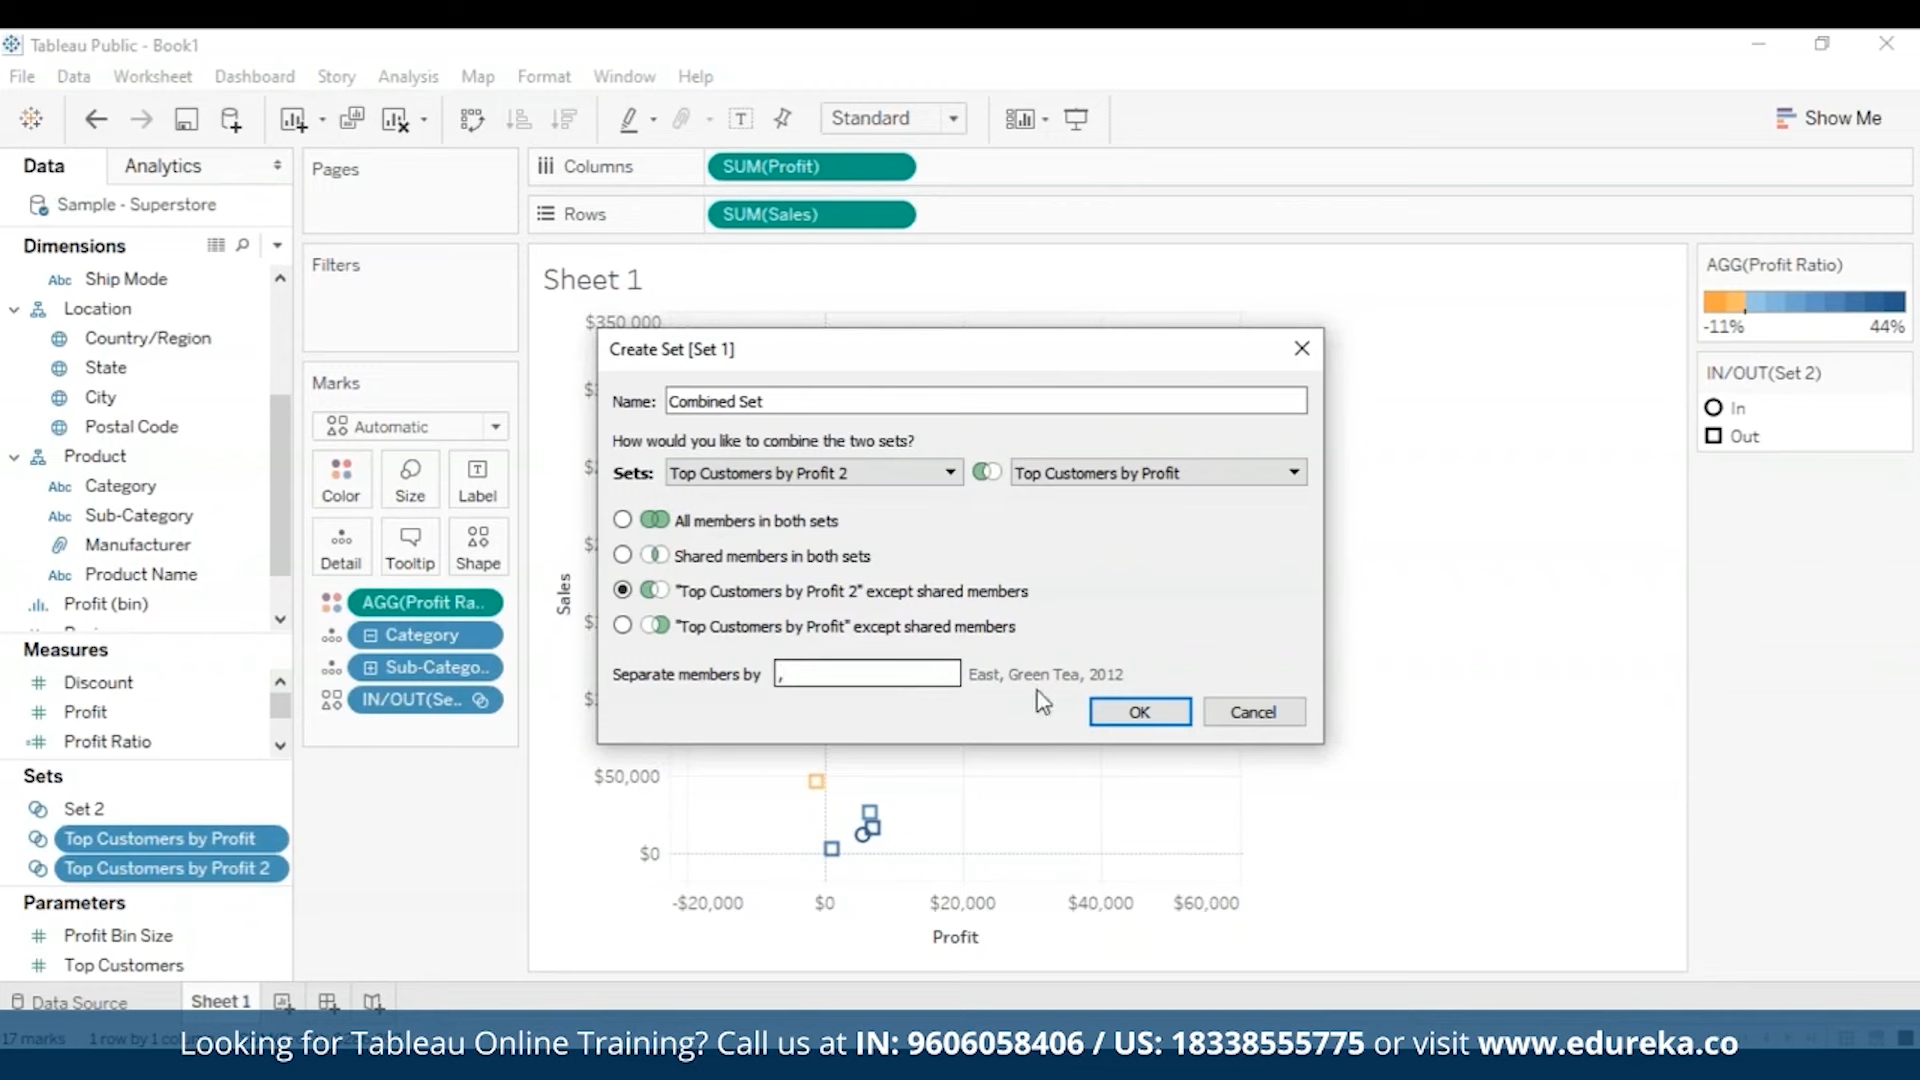 Tableau Public - Book1
File Data Worksheet Dashboard Story Analysis Map Format Window Help
Standard
Show Me
Data Analytics
Sample - Superstore
Dimensions
Abc Ship Mode
Location
Country/Region
State
City
Postal Code
Product
Abc Category
Abc Sub-Category
Manufacturer
Abc Product Name
Profit (bin)
Measures
Discount
Profit
Profit Ratio
Sets
Set 2
Top Customers by Profit
Top Customers by Profit 2
Parameters
Profit Bin Size
Top Customers
Pages
Filters
Marks
Automatic
Color Size Label
Detail Tooltip Shape
AGG(Profit Ra..
Category
Sub-Catego..
IN/OUT(Se..
Columns SUM(Profit)
Rows SUM(Sales)
Sheet 1
$350,000
Sales
$50,000
$0
-$20,000 $0 $20,000 $40,000 $60,000
Profit
Create Set [Set 1]
Name: Combined Set
How would you like to combine the two sets?
Sets: Top Customers by Profit 2 Top Customers by Profit
All members in both sets
Shared members in both sets
"Top Customers by Profit 2" except shared members
"Top Customers by Profit" except shared members
Separate members by , East, Green Tea, 2012
OK Cancel
AGG(Profit Ratio)
-11% 44%
IN/OUT(Set 2)
In
Out
Data Source Sheet 1
17 marks 1 row by 1
Looking for Tableau Online Training? Call us at IN: 9606058406 / US: 18338555775 or visit www.edureka.co